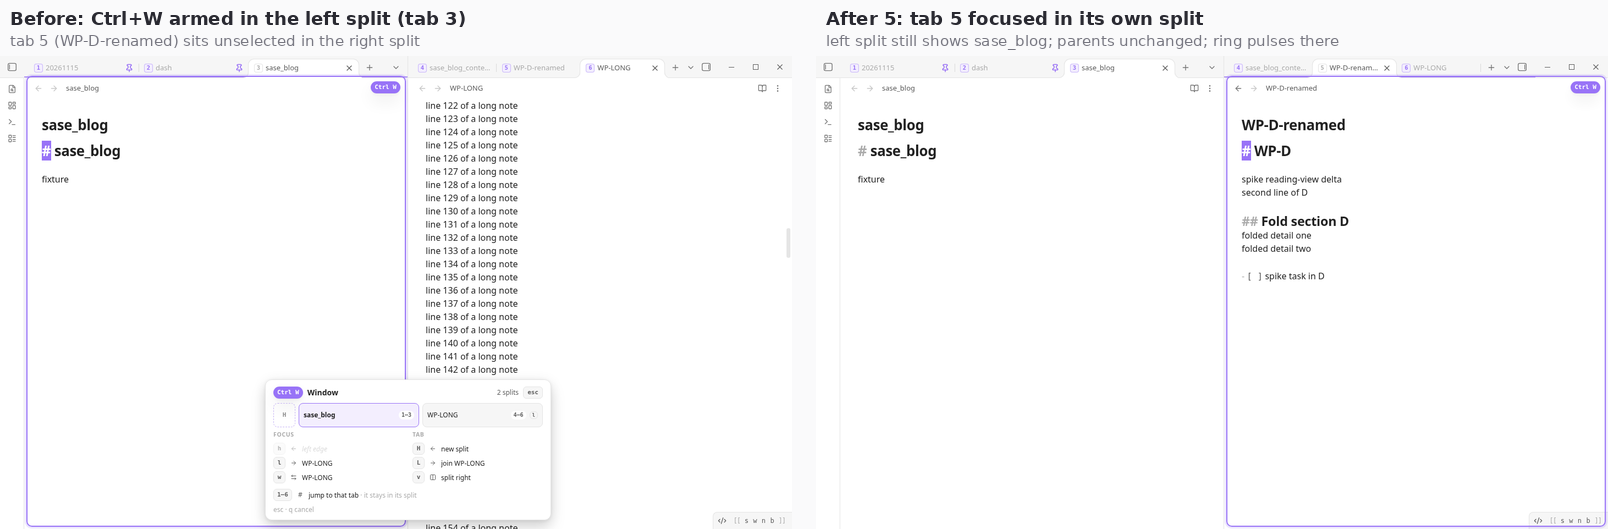 Before: Ctrl+W armed in the left split (tab 3)
tab 5 (WP-D-renamed) sits unselected in the right split
1 20261115
2 dash
3 sase_blog
4 sase_blog_conte...
5 WP-D-renamed
6 WP-LONG
sase_blog
Ctrl W
sase_blog
# sase_blog
fixture
WP-LONG
line 122 of a long note
line 123 of a long note
line 124 of a long note
line 125 of a long note
line 126 of a long note
line 127 of a long note
line 128 of a long note
line 129 of a long note
line 130 of a long note
line 131 of a long note
line 132 of a long note
line 133 of a long note
line 134 of a long note
line 135 of a long note
line 136 of a long note
line 137 of a long note
line 138 of a long note
line 139 of a long note
line 140 of a long note
line 141 of a long note
line 142 of a long note
Ctrl W Window 2 splits esc
H sase_blog 1–3 WP-LONG 4–6 l
FOCUS
h ← left edge
l → WP-LONG
w WP-LONG
TAB
H ← new split
L → join WP-LONG
v split right
1–6 # jump to that tab · it stays in its split
esc · q cancel
line 154 of a long note
</> [[ s w n b ]]
After 5: tab 5 focused in its own split
left split still shows sase_blog; parents unchanged; ring pulses there
1 20261115
2 dash
3 sase_blog
4 sase_blog_conte...
5 WP-D-renam...
6 WP-LONG
sase_blog
sase_blog
# sase_blog
fixture
WP-D-renamed
Ctrl W
WP-D-renamed
# WP-D
spike reading-view delta
second line of D
## Fold section D
folded detail one
folded detail two
- [ ] spike task in D
</> [[ s w n b ]]